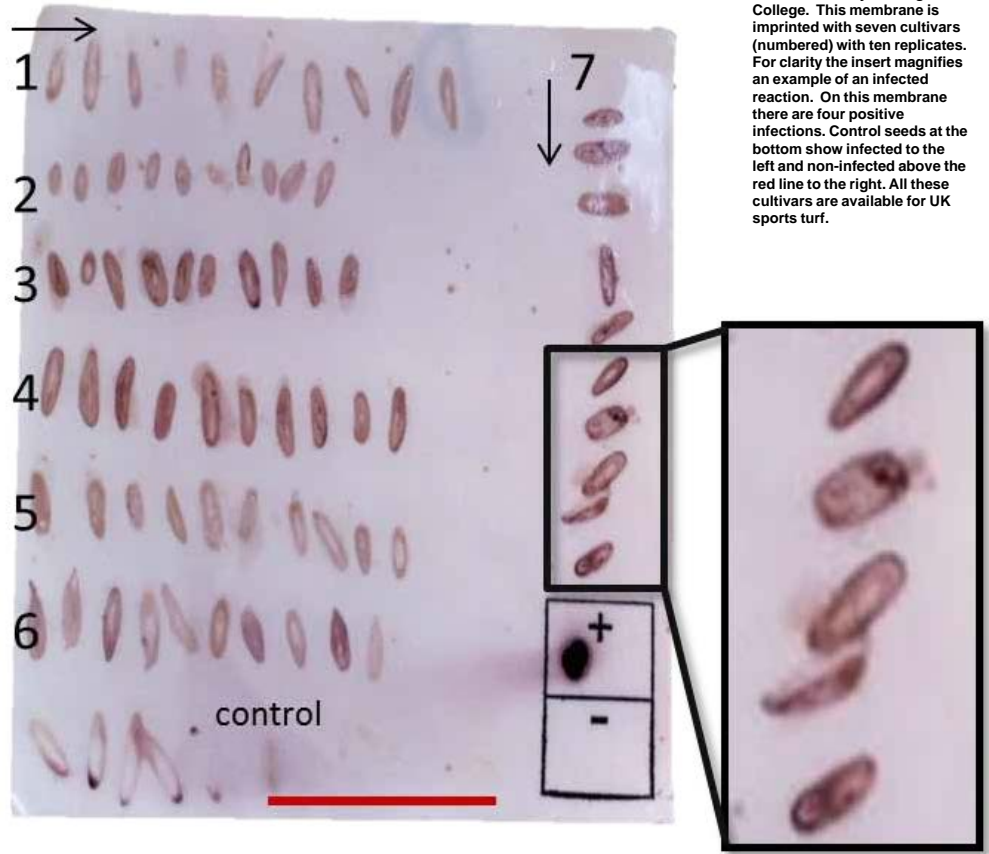 College. This membrane is
imprinted with seven cultivars
(numbered) with ten replicates.
For clarity the insert magnifies
an example of an infected
reaction. On this membrane
there are four positive
infections. Control seeds at the
bottom show infected to the
left and non-infected above the
red line to the right. All these
cultivars are available for UK
sports turf.
1
7
2
3
4
5
6
+
-
control